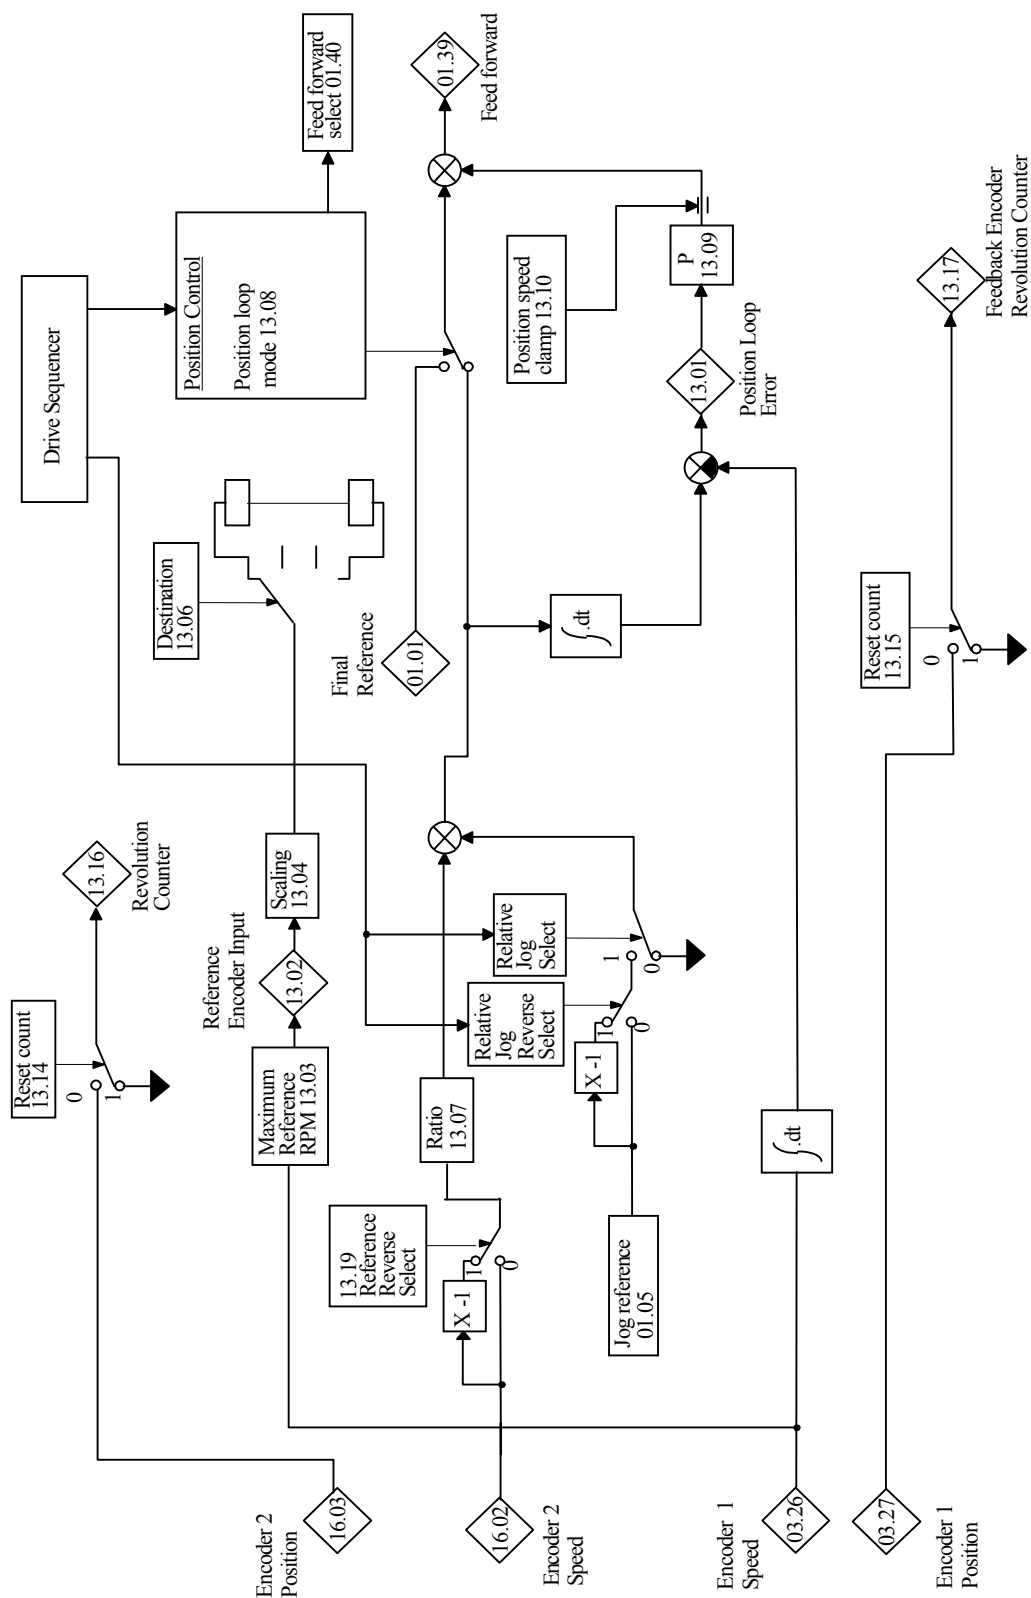 Encoder 2
Position
16.03
Reset count
13.14
0
1
13.16
Revolution
Counter
Drive Sequencer
Maximum
Reference
RPM 13.03
Reference
Encoder Input
13.02
Scaling
13.04
Destination
13.06
Position Control
Position loop
mode 13.08
Feed forward
select 01.40
Encoder 2
Speed
16.02
X -1
13.19
Reference
Reverse
Select
1
0
Ratio
13.07
Final
Reference
01.01
01.39
Feed forward
Jog reference
01.05
X -1
Relative
Jog
Reverse
Select
1
0
Relative
Jog
Select
1
0
∫.dt
Position speed
clamp 13.10
13.01
Position Loop
Error
P
13.09
Encoder 1
Speed
03.26
∫.dt
Encoder 1
Position
03.27
Reset count
13.15
0
1
13.17
Feedback Encoder
Revolution Counter